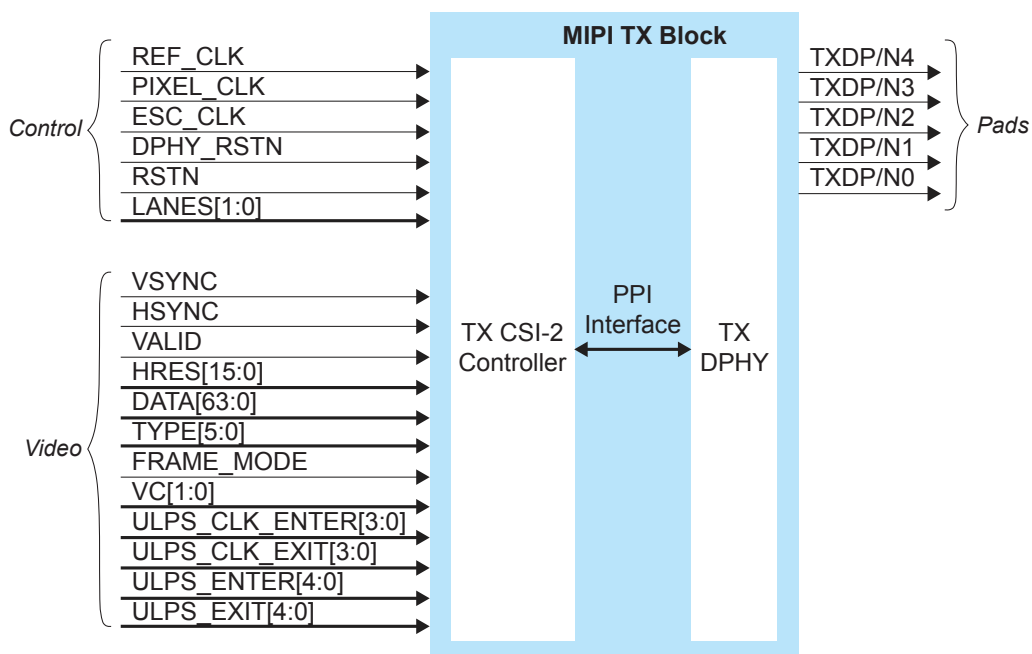 MIPI TX Block
Control
REF_CLK
PIXEL_CLK
ESC_CLK
DPHY_RSTN
RSTN
LANES[1:0]
Video
VSYNC
HSYNC
VALID
HRES[15:0]
DATA[63:0]
TYPE[5:0]
FRAME_MODE
VC[1:0]
ULPS_CLK_ENTER[3:0]
ULPS_CLK_EXIT[3:0]
ULPS_ENTER[4:0]
ULPS_EXIT[4:0]
TX CSI-2
Controller
PPI
Interface
TX
DPHY
TXDP/N4
TXDP/N3
TXDP/N2
TXDP/N1
TXDP/N0
Pads